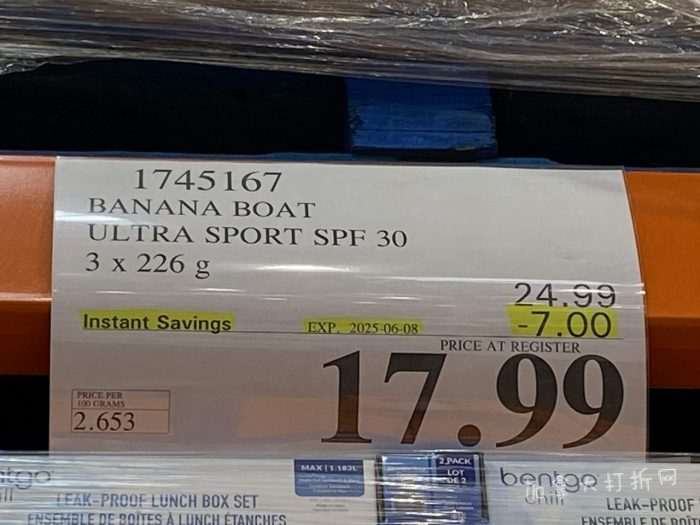 1745167
BANANA BOAT
ULTRA SPORT SPF 30
3 x 226 g
24.99
Instant Savings EXP. 2025-06-08 -7.00
PRICE AT REGISTER
17.99
PRICE PER
100 GRAMS
2.653
MAX | 1.183L
2 PACK
LOT
DE 2
bentgo
LEAK-PROOF LUNCH BOX SET
ENSEMBLE DE BOÎTES À LUNCH ÉTANCHES
LEAK-PROOF
打折网